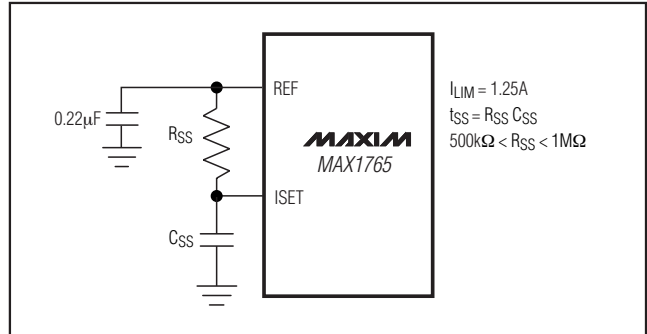 0.22μF
REF
RSS
MAXIM
MAX1765
ISET
CSS
ILIM = 1.25A
tSS = RSS CSS
500kΩ < RSS < 1MΩ